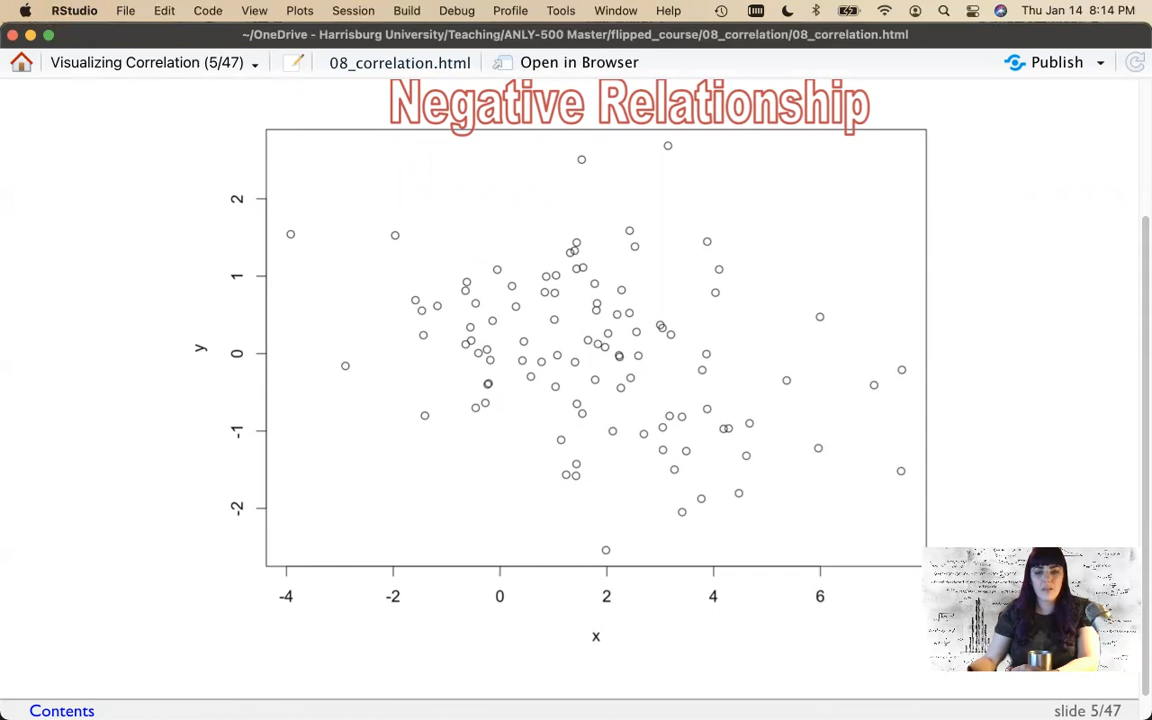 RStudio File Edit Code View Plots Session Build Debug Profile Tools Window Help Thu Jan 14 8:14 PM
~/OneDrive - Harrisburg University/Teaching/ANLY-500 Master/flipped_course/08_correlation/08_correlation.html
Visualizing Correlation (5/47) 08_correlation.html Open in Browser Publish
Negative Relationship
2
1
0
-1
-2
y
-4 -2 0 2 4 6
x
Contents slide 5/47